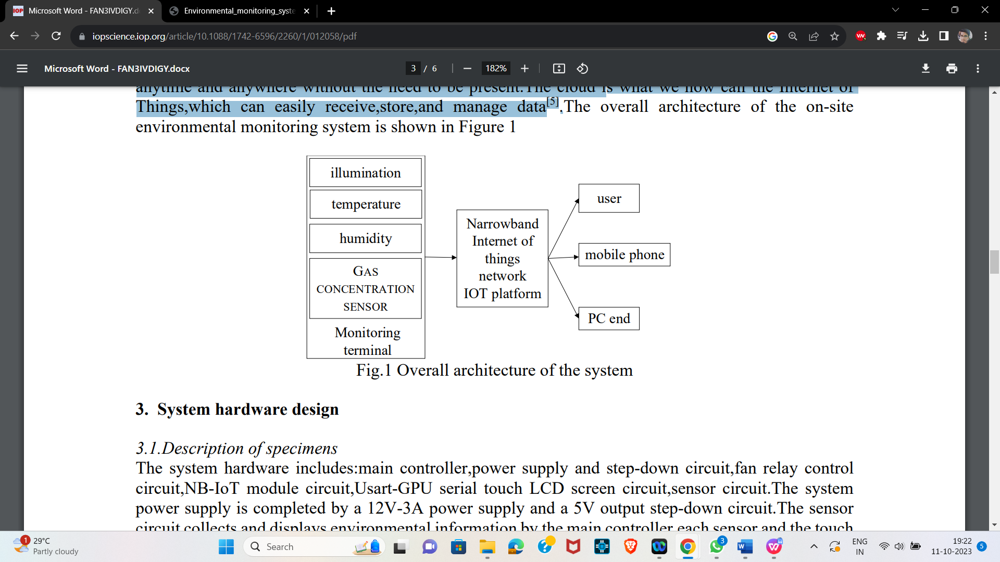 Microsoft Word - FAN3IVDIGY.d
Environmental_monitoring_syste
iopscience.iop.org/article/10.1088/1742-6596/2260/1/012058/pdf
Microsoft Word - FAN3IVDIGY.docx
3 / 6
182%
anytime and anywhere without the need to be present.The cloud is what we now call the Internet of
Things,which can easily receive,store,and manage data[5].The overall architecture of the on-site
environmental monitoring system is shown in Figure 1
illumination
temperature
humidity
GAS
CONCENTRATION
SENSOR
Monitoring
terminal
Narrowband
Internet of
things
network
IOT platform
user
mobile phone
PC end
Fig.1 Overall architecture of the system
3. System hardware design
3.1.Description of specimens
The system hardware includes:main controller,power supply and step-down circuit,fan relay control
circuit,NB-IoT module circuit,Usart-GPU serial touch LCD screen circuit,sensor circuit.The system
power supply is completed by a 12V-3A power supply and a 5V output step-down circuit.The sensor
circuit collects and displays environmental information by the main controller each sensor and the touch
1
29°C
Partly cloudy
Search
3
ENG
IN
19:22
11-10-2023
5